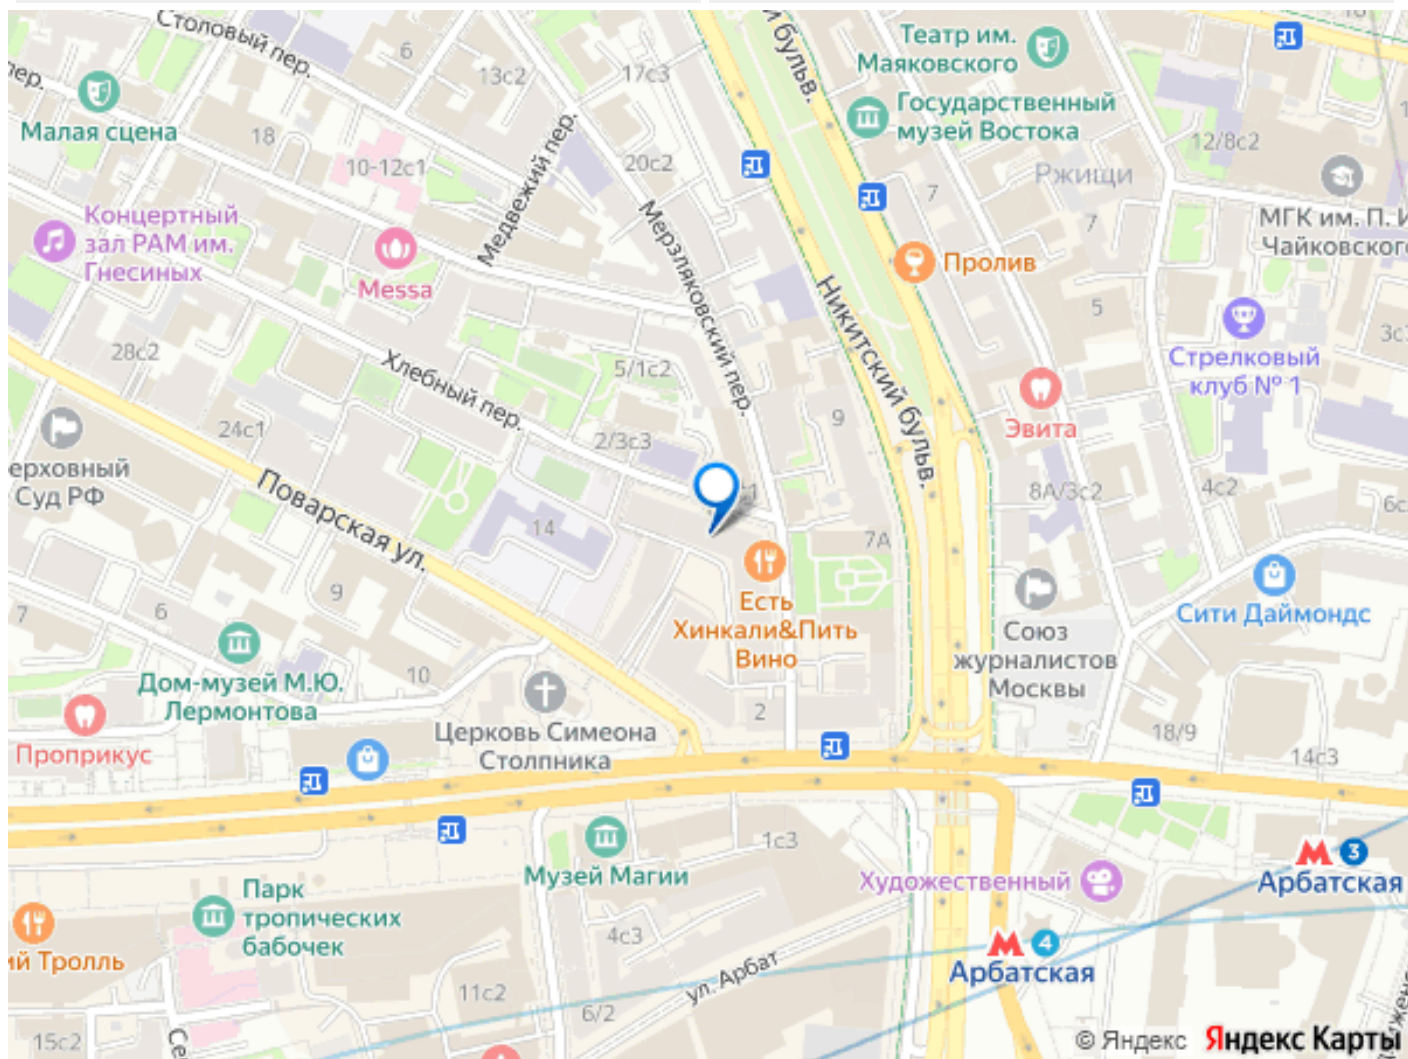 Столовый пер.
6
13с2
17с3
й бульв.
Театр им.
Маяковского
Государственный
музей Востока
пер.
Малая сцена
18
10-12с1
Медвежий пер.
20с2
7
Ржищи
7
12/8с2
МГК им. П. И
Чайковского
Концертный
зал РАМ им.
Гнесиных
Messa
Мерзляковский пер.
Пролив
Никитский бульв.
5
Стрелковый
клуб № 1
3с
28с2
Хлебный пер.
5/1с2
9
Эвита
24с1
2/3с3
ерховный
Суд РФ
Поварская ул.
14
7А
8А/3с2
4с2
6с
Есть
Хинкали&Пить
Вино
Союз
журналистов
Москвы
Сити Даймондс
7
6
9
10
Дом-музей М.Ю.
Лермонтова
Проприкус
Церковь Симеона
Столпника
2
18/9
14с3
Музей Магии
1с3
Художественный
3
Арбатская
Парк
тропических
бабочек
ий Тролль
4с3
4
Арбатская
ул. Арбат
11с2
6/2
15с2
© Яндекс Яндекс Карты